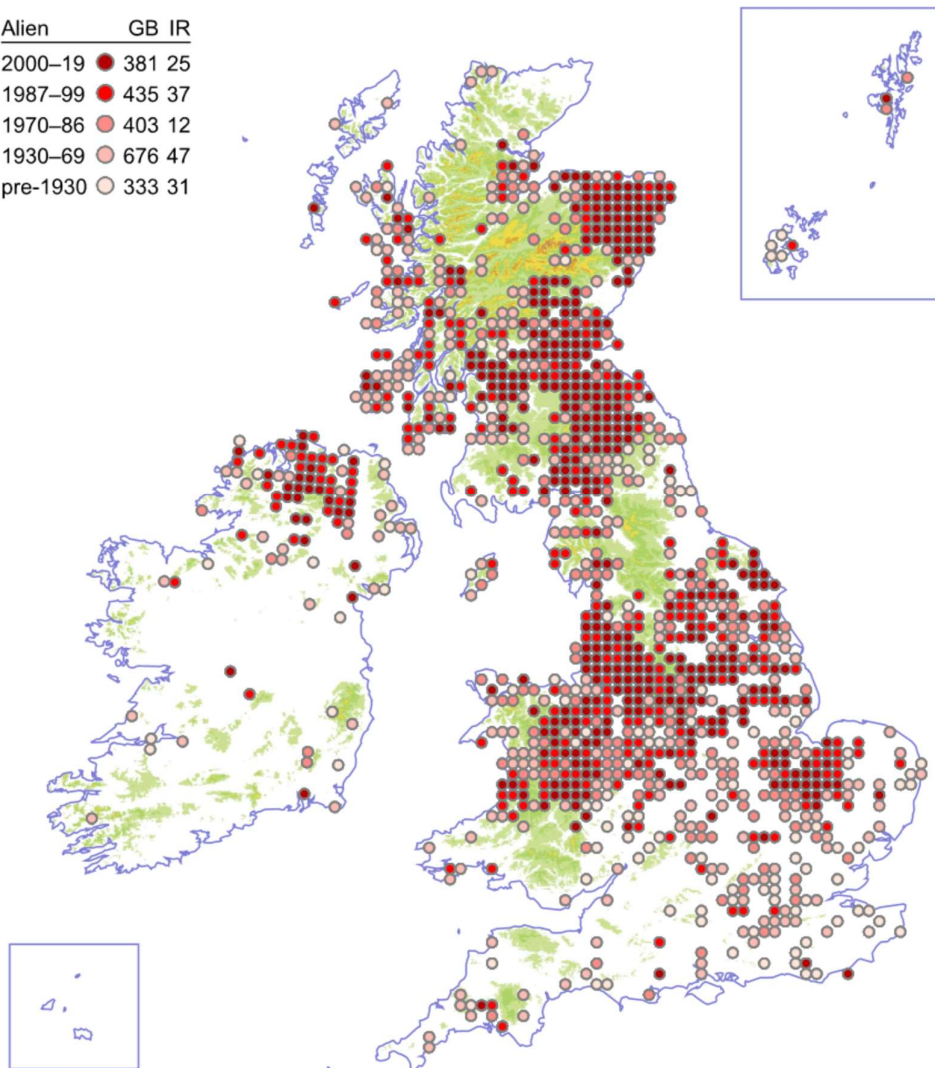 Alien GB IR
2000–19 381 25
1987–99 435 37
1970–86 403 12
1930–69 676 47
pre-1930 333 31